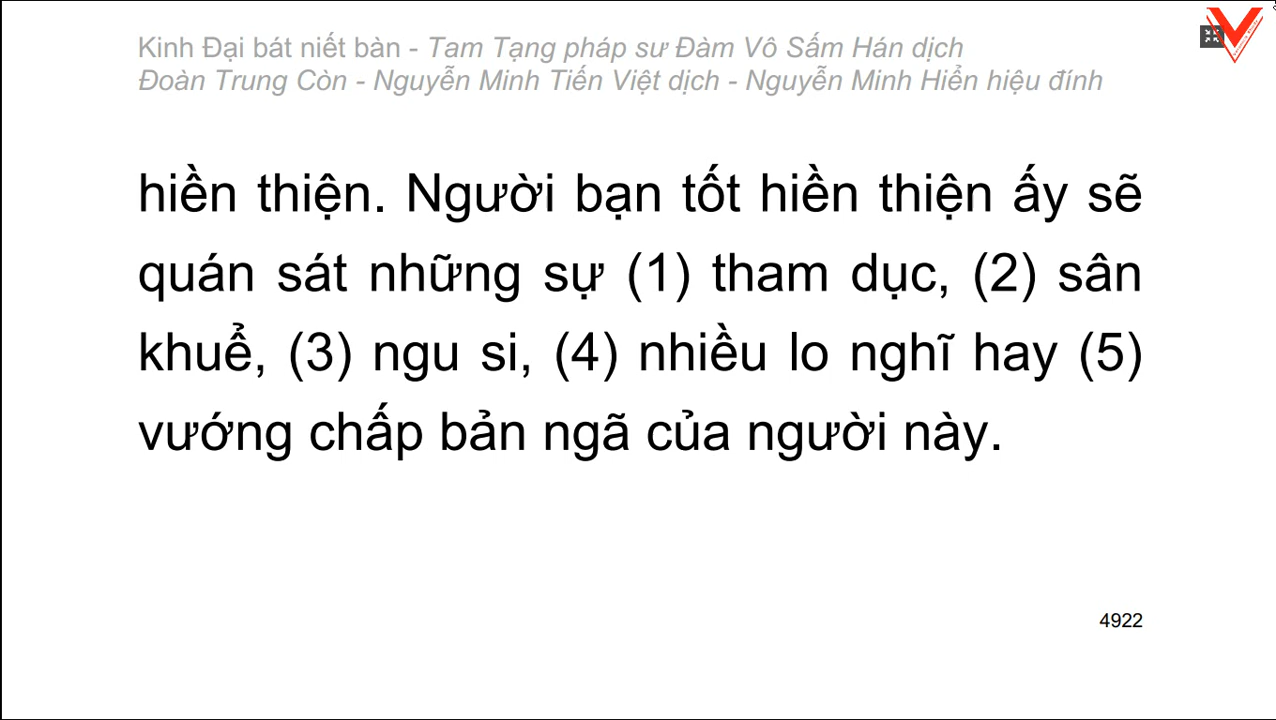 Kinh Đại bát niết bàn - Tam Tạng pháp sư Đàm Vô Sấm Hán dịch
Đoàn Trung Còn - Nguyễn Minh Tiến Việt dịch - Nguyễn Minh Hiển hiệu đính
hiền thiện. Người bạn tốt hiền thiện ấy sẽ
quán sát những sự (1) tham dục, (2) sân
khuể, (3) ngu si, (4) nhiều lo nghĩ hay (5)
vướng chấp bản ngã của người này.
4922